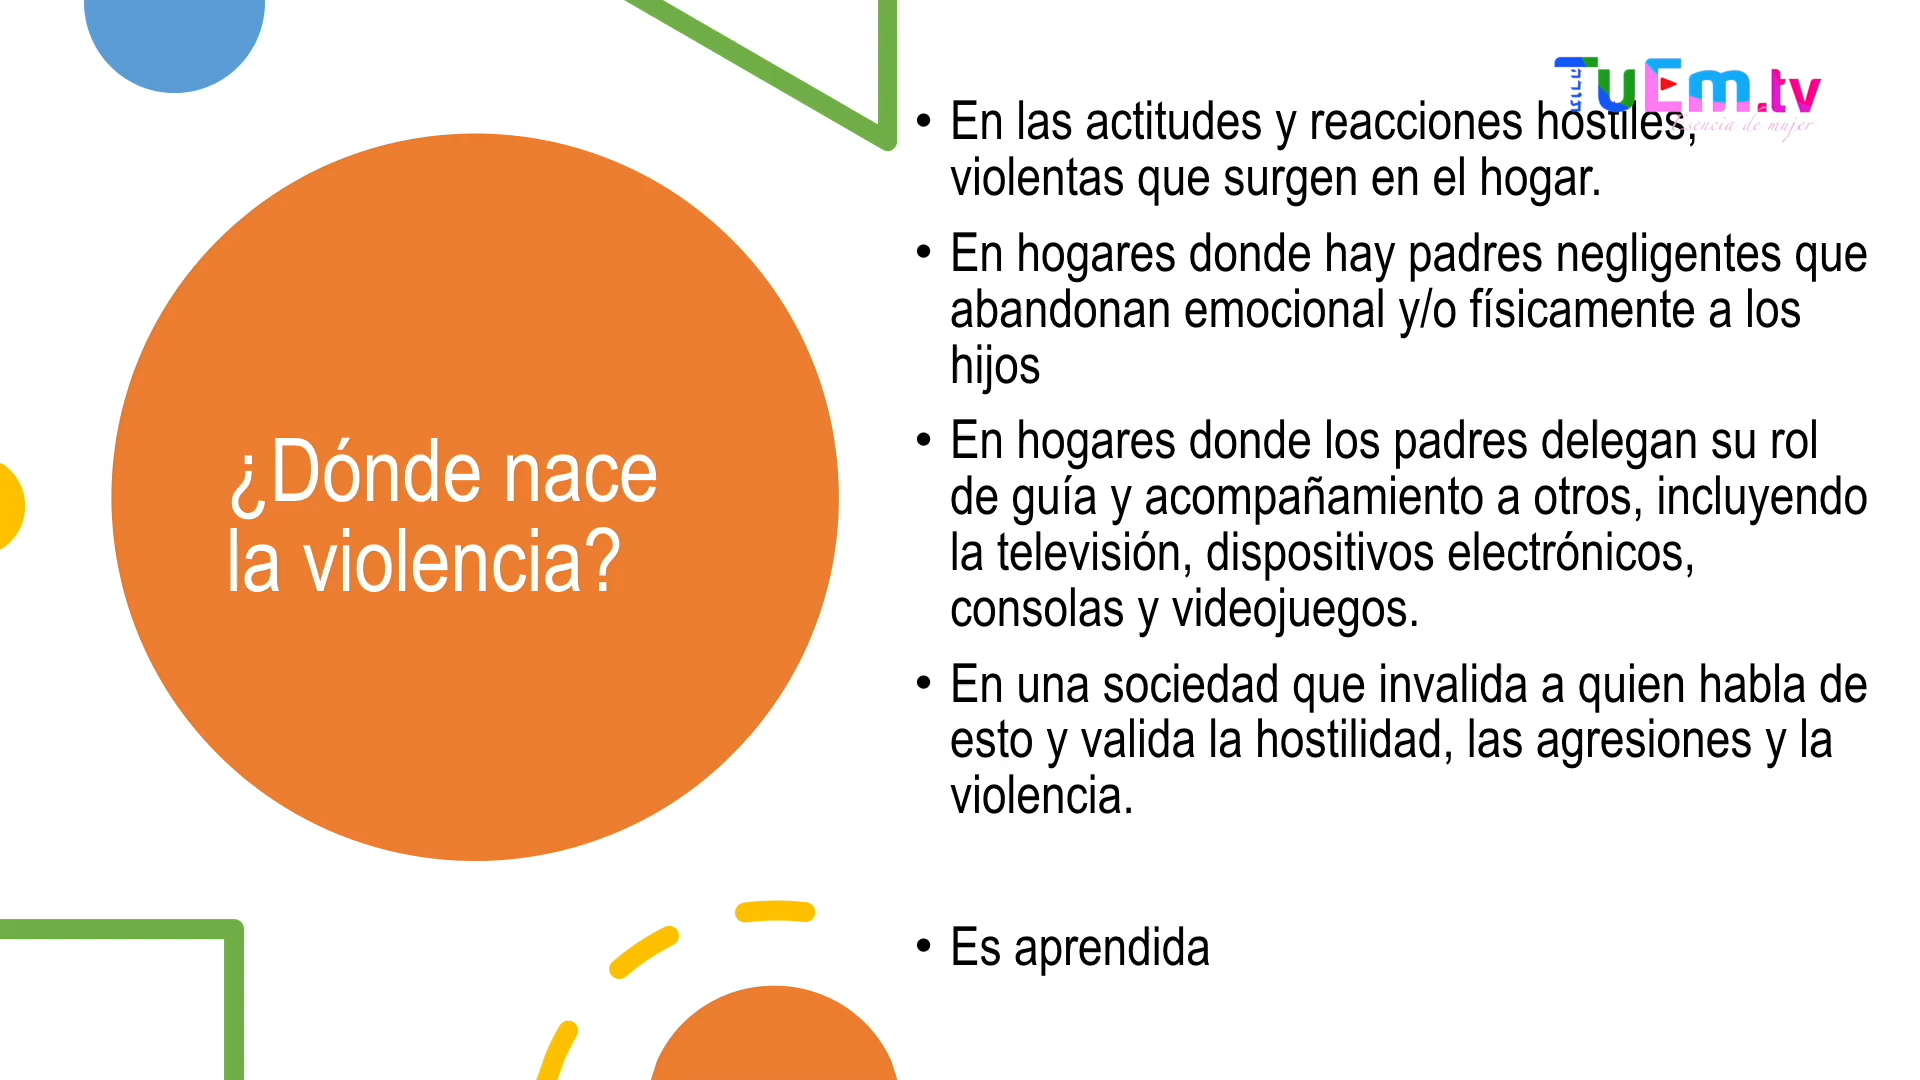 TuEm.tv
Esencia de mujer
¿Dónde nace
la violencia?
• En las actitudes y reacciones hostiles,
violentas que surgen en el hogar.
• En hogares donde hay padres negligentes que
abandonan emocional y/o físicamente a los
hijos
• En hogares donde los padres delegan su rol
de guía y acompañamiento a otros, incluyendo
la televisión, dispositivos electrónicos,
consolas y videojuegos.
• En una sociedad que invalida a quien habla de
esto y valida la hostilidad, las agresiones y la
violencia.
• Es aprendida